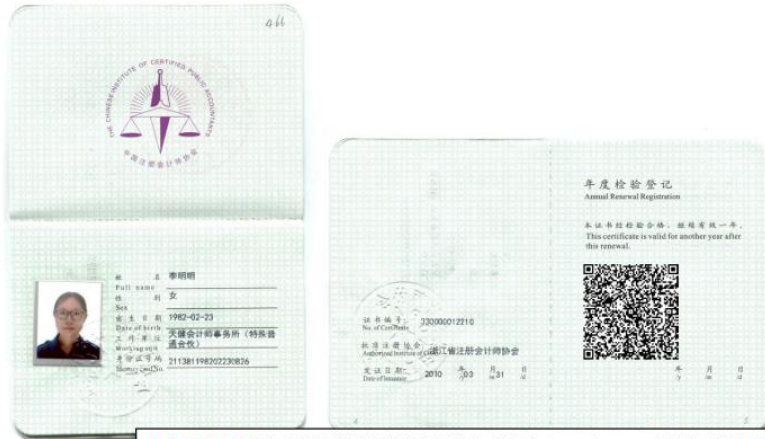 A66
THE CHINESE INSTITUTE OF CERTIFIED PUBLIC ACCOUNTANTS
中国注册会计师协会
姓 名 李明明
Full name
性 别 女
Sex
出 生 日 期 1982-02-23
Date of birth
工 作 单 位 天健会计师事务所（特殊普
通合伙）
Working unit
身份证号码 211381198202230826
Identity card No.
证 书 编 号： 330000012210
No. of Certificate
批 准 注 册 协 会： 浙江省注册会计师协会
Authorized Institute of CPAs
发 证 日 期： 2010 年 03 月 31 日
Date of Issuance /y /m /d
年 度 检 验 登 记
Annual Renewal Registration
本 证 书 经 检 验 合 格，继 续 有 效 一 年。
This certificate is valid for another year after
this renewal.
年 月 日
/y /m /d
4
5